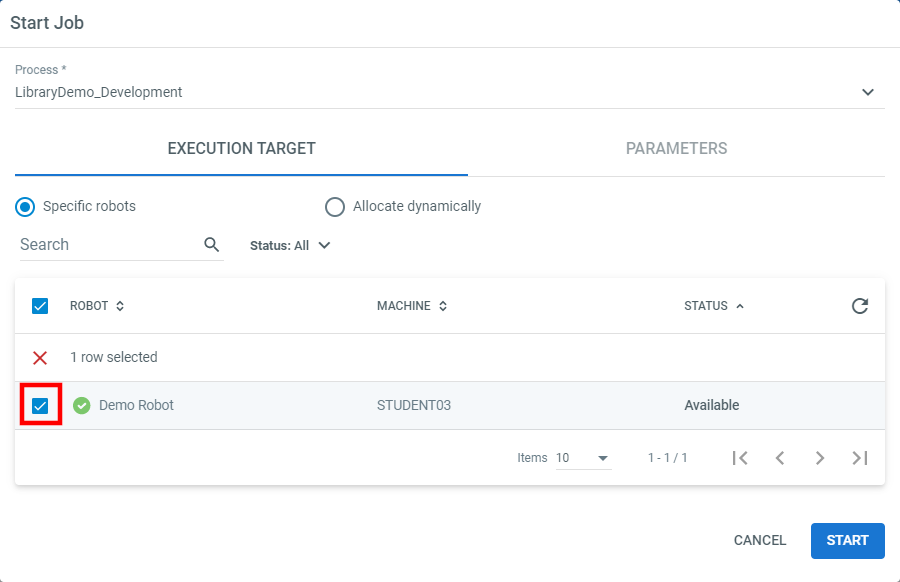 Start Job
Process *
LibraryDemo_Development
EXECUTION TARGET PARAMETERS
Specific robots Allocate dynamically
Search Status: All
ROBOT MACHINE STATUS
1 row selected
Demo Robot STUDENT03 Available
Items 10 1 - 1 / 1
CANCEL START